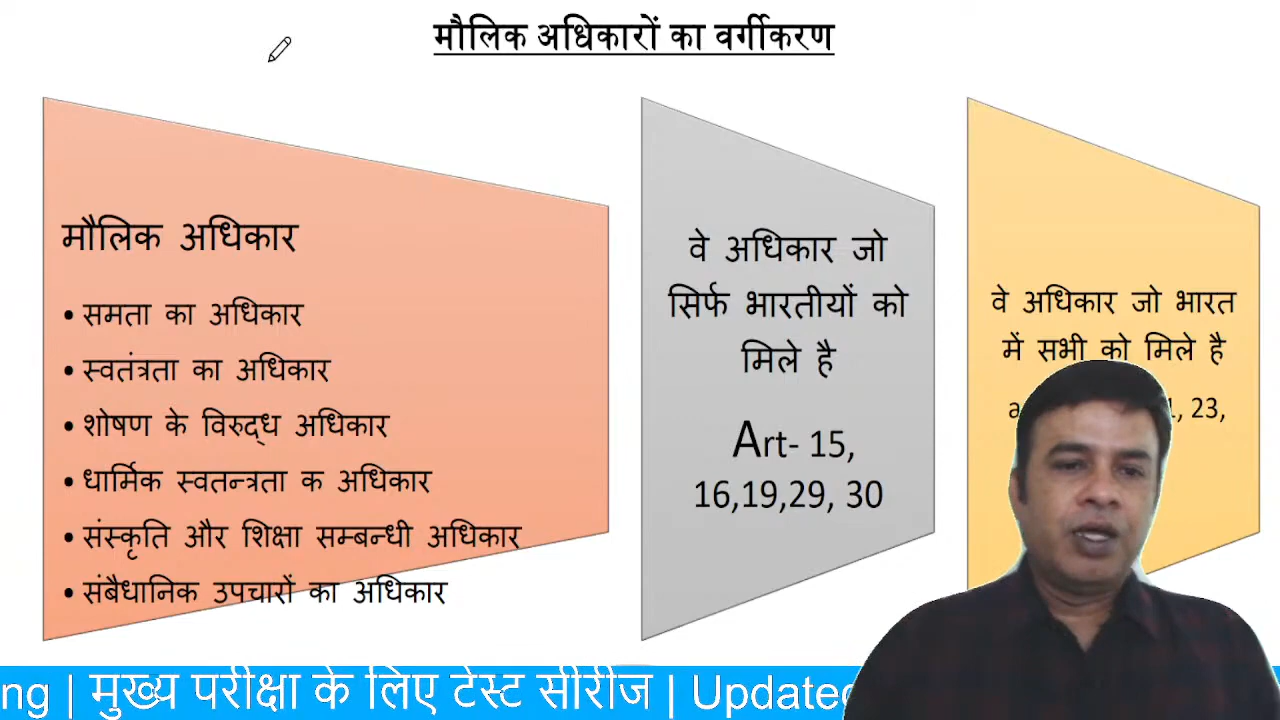 मौलिक अधिकारों का वर्गीकरण
मौलिक अधिकार
• समता का अधिकार
• स्वतंत्रता का अधिकार
• शोषण के विरुद्ध अधिकार
• धार्मिक स्वतन्त्रता क अधिकार
• संस्कृति और शिक्षा सम्बन्धी अधिकार
• संबैधानिक उपचारों का अधिकार
वे अधिकार जो
सिर्फ भारतीयों को
मिले है
Art- 15,
16,19,29, 30
वे अधिकार जो भारत
में सभी को मिले है
23,
| मुख्य परीक्षा के लिए टेस्ट सीरीज | Updated